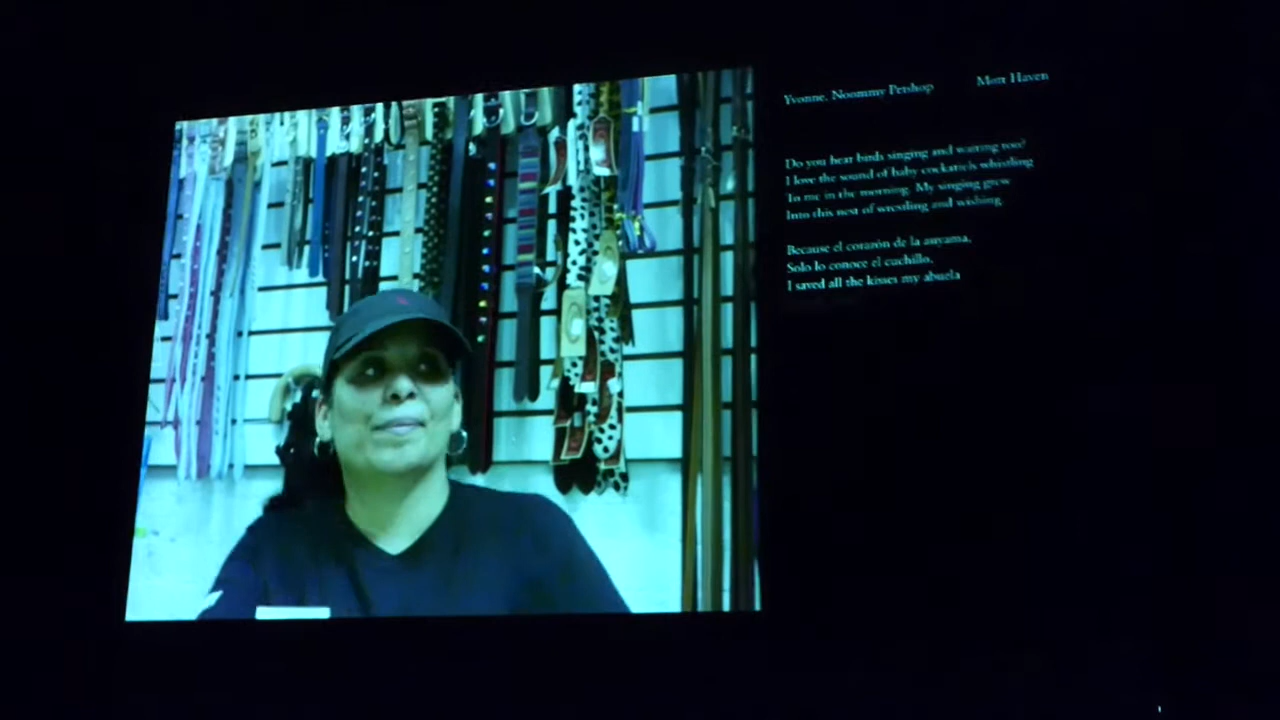 Yvonne, Noommy Petshop Mott Haven
Do you hear birds singing and waiting too?
I love the sound of baby cockatiels whistling
To me in the morning. My singing grew
Into this nest of wrestling and wishing
Because el corazón de la auyama,
Solo lo conoce el cuchillo.
I saved all the kisses my abuela